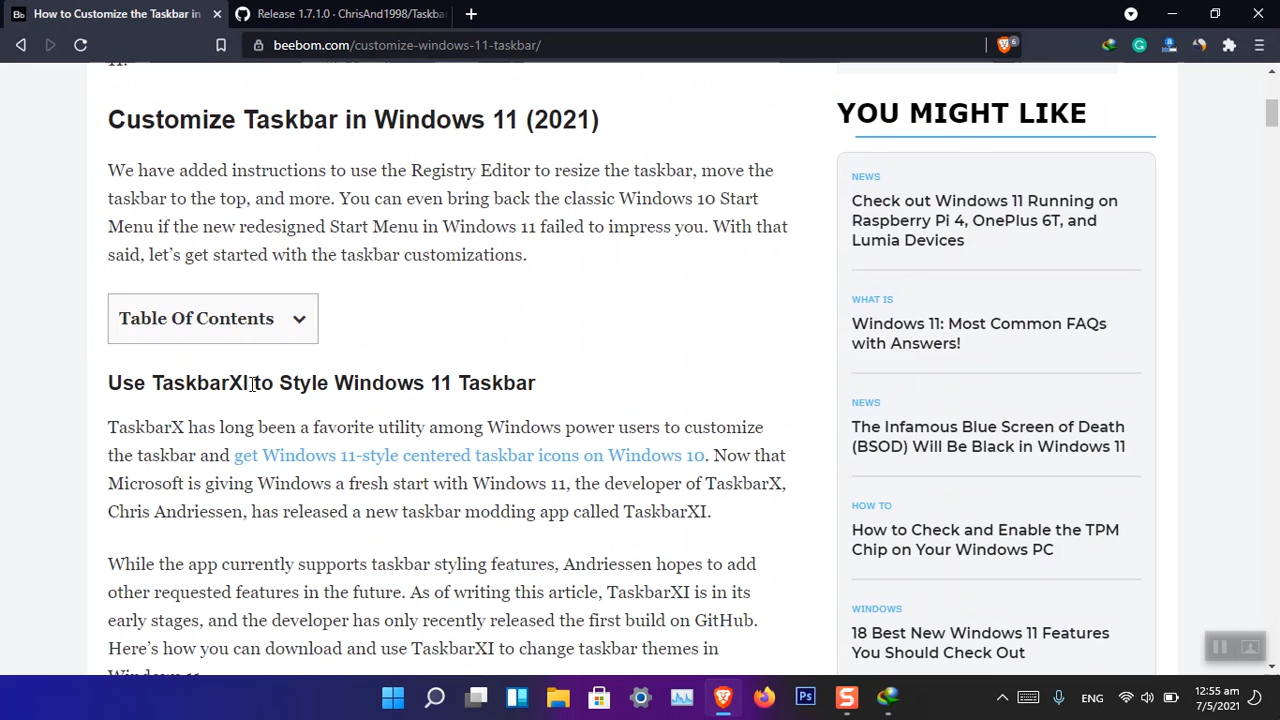 How to Customize the Taskbar in
Release 1.7.1.0 · ChrisAnd1998/Taskba
beebom.com/customize-windows-11-taskbar/
6
11.
Customize Taskbar in Windows 11 (2021)
We have added instructions to use the Registry Editor to resize the taskbar, move the
taskbar to the top, and more. You can even bring back the classic Windows 10 Start
Menu if the new redesigned Start Menu in Windows 11 failed to impress you. With that
said, let’s get started with the taskbar customizations.
Table Of Contents
Use TaskbarXI to Style Windows 11 Taskbar
TaskbarX has long been a favorite utility among Windows power users to customize
the taskbar and get Windows 11-style centered taskbar icons on Windows 10. Now that
Microsoft is giving Windows a fresh start with Windows 11, the developer of TaskbarX,
Chris Andriessen, has released a new taskbar modding app called TaskbarXI.
While the app currently supports taskbar styling features, Andriessen hopes to add
other requested features in the future. As of writing this article, TaskbarXI is in its
early stages, and the developer has only recently released the first build on GitHub.
Here’s how you can download and use TaskbarXI to change taskbar themes in
Windows 11.
YOU MIGHT LIKE
NEWS
Check out Windows 11 Running on
Raspberry Pi 4, OnePlus 6T, and
Lumia Devices
WHAT IS
Windows 11: Most Common FAQs
with Answers!
NEWS
The Infamous Blue Screen of Death
(BSOD) Will Be Black in Windows 11
HOW TO
How to Check and Enable the TPM
Chip on Your Windows PC
WINDOWS
18 Best New Windows 11 Features
You Should Check Out
Ps
S
ENG
12:55 am
7/5/2021